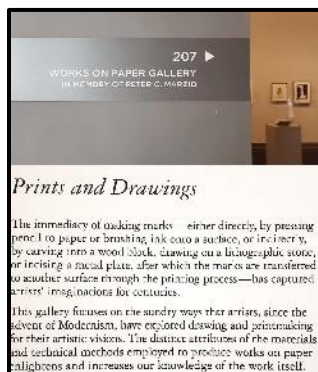 207 ▶
WORKS ON PAPER GALLERY
IN MEMORY OF PETER C. MARZIO
Prints and Drawings
The immediacy of making marks—either directly, by pressing
pencil to paper or brushing ink onto a surface, or indirectly,
by carving into a wood block, drawing on a lithographic stone,
or incising a metal plate, after which the marks are transferred
to another surface through the printing process—has captured
artists' imaginations for centuries.
This gallery focuses on the sundry ways that artists, since the
advent of Modernism, have explored drawing and printmaking
for their artistic visions. The distinct attributes of the materials
and technical methods employed to produce works on paper
enlightens and increases our knowledge of the work itself.